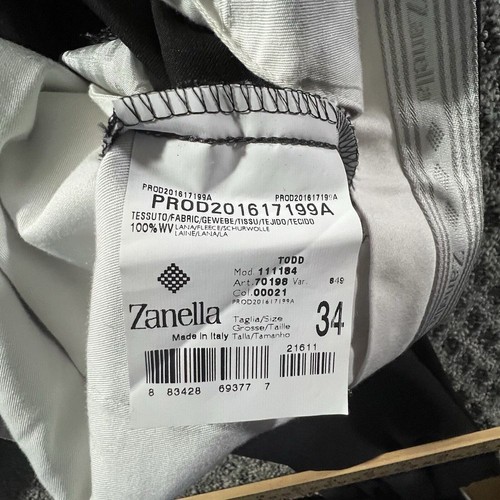 Zanella
PROD201617199A PROD201617199A
PROD201617199A
TESSUTO/FABRIC/GEWEBE/TISSU/TEJIDO/TECIDO
100%WV LANA/FLEECE/SCHURWOLLE
LAINE/LANA/LA
TODD
Mod. 111184
Art. 70198 Var. 849
Col. 00021
PROD201617199A
Zanella
Made in Italy
Taglia/Size
Grosse/Taille
Talla/Tamanho
34
21611
8 83428 69377 7